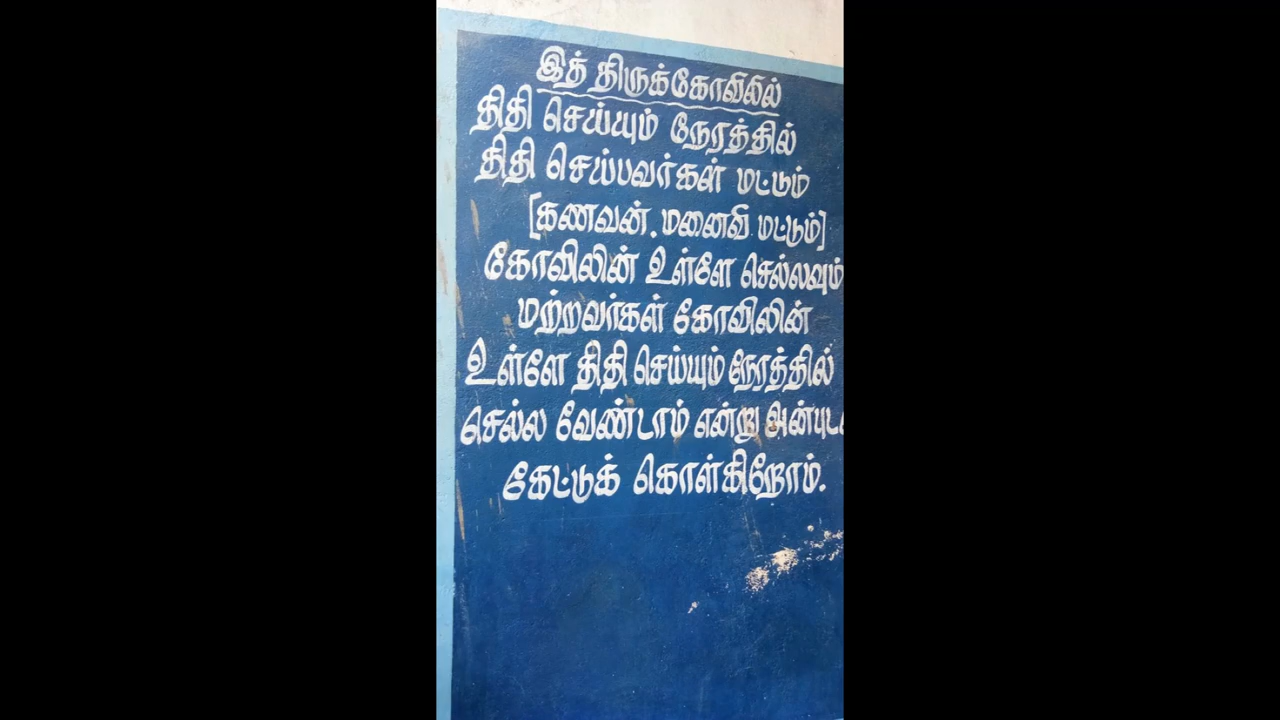 இத் திருக்கோவிலில்
திதி செய்யும் நேரத்தில்
திதி செய்பவர்கள் மட்டும்
[கணவன். மனைவி மட்டும்]
கோவிலின் உள்ளே செல்லவும்
மற்றவர்கள் கோவிலின்
உள்ளே திதி செய்யும் நேரத்தில்
செல்ல வேண்டாம் என்று
கேட்டுக் கொள்கிறோம்.